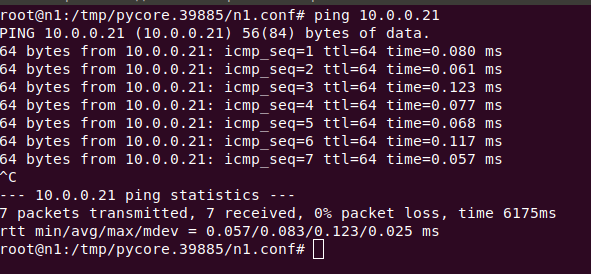 root@n1:/tmp/pycore.39885/n1.conf# ping 10.0.0.21
PING 10.0.0.21 (10.0.0.21) 56(84) bytes of data.
64 bytes from 10.0.0.21: icmp_seq=1 ttl=64 time=0.080 ms
64 bytes from 10.0.0.21: icmp_seq=2 ttl=64 time=0.061 ms
64 bytes from 10.0.0.21: icmp_seq=3 ttl=64 time=0.123 ms
64 bytes from 10.0.0.21: icmp_seq=4 ttl=64 time=0.077 ms
64 bytes from 10.0.0.21: icmp_seq=5 ttl=64 time=0.068 ms
64 bytes from 10.0.0.21: icmp_seq=6 ttl=64 time=0.117 ms
64 bytes from 10.0.0.21: icmp_seq=7 ttl=64 time=0.057 ms
^C
--- 10.0.0.21 ping statistics ---
7 packets transmitted, 7 received, 0% packet loss, time 6175ms
rtt min/avg/max/mdev = 0.057/0.083/0.123/0.025 ms
root@n1:/tmp/pycore.39885/n1.conf#